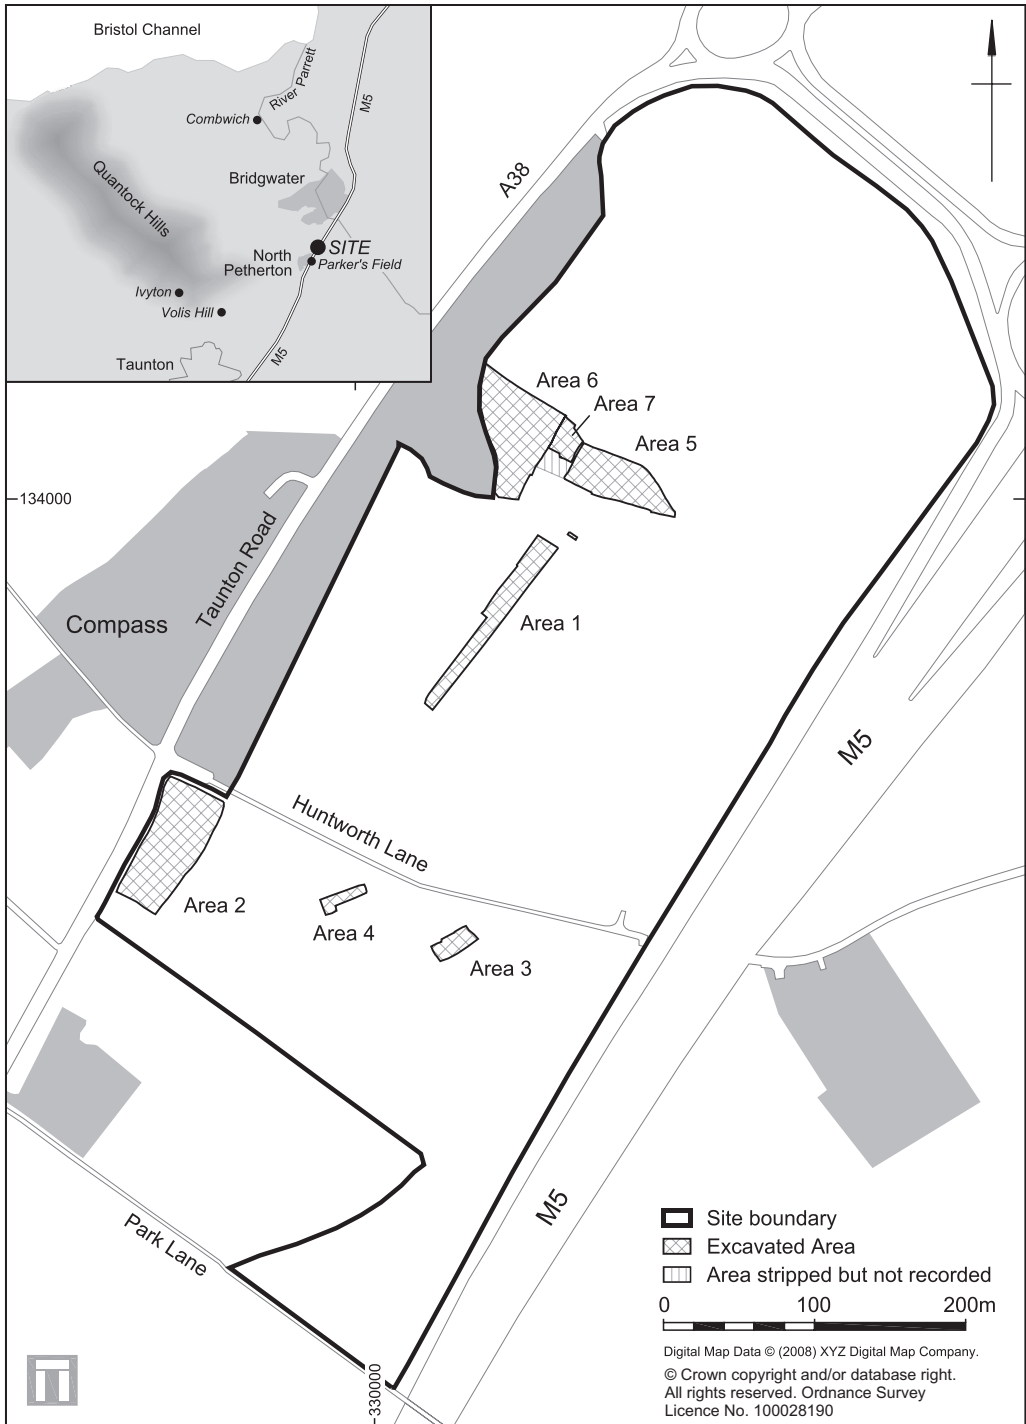 Bristol Channel
River Parrett
M5
Combwich
Quantock Hills
Bridgwater
SITE
North
Petherton
Parker's Field
Ivyton
Volis Hill
Taunton
M5
A38
Area 6
Area 7
Area 5
134000
Taunton Road
Compass
Area 1
M5
Huntworth Lane
Area 2
Area 4
Area 3
M5
Park Lane
330000
Site boundary
Excavated Area
Area stripped but not recorded
0 100 200m
Digital Map Data © (2008) XYZ Digital Map Company.
© Crown copyright and/or database right.
All rights reserved. Ordnance Survey
Licence No. 100028190